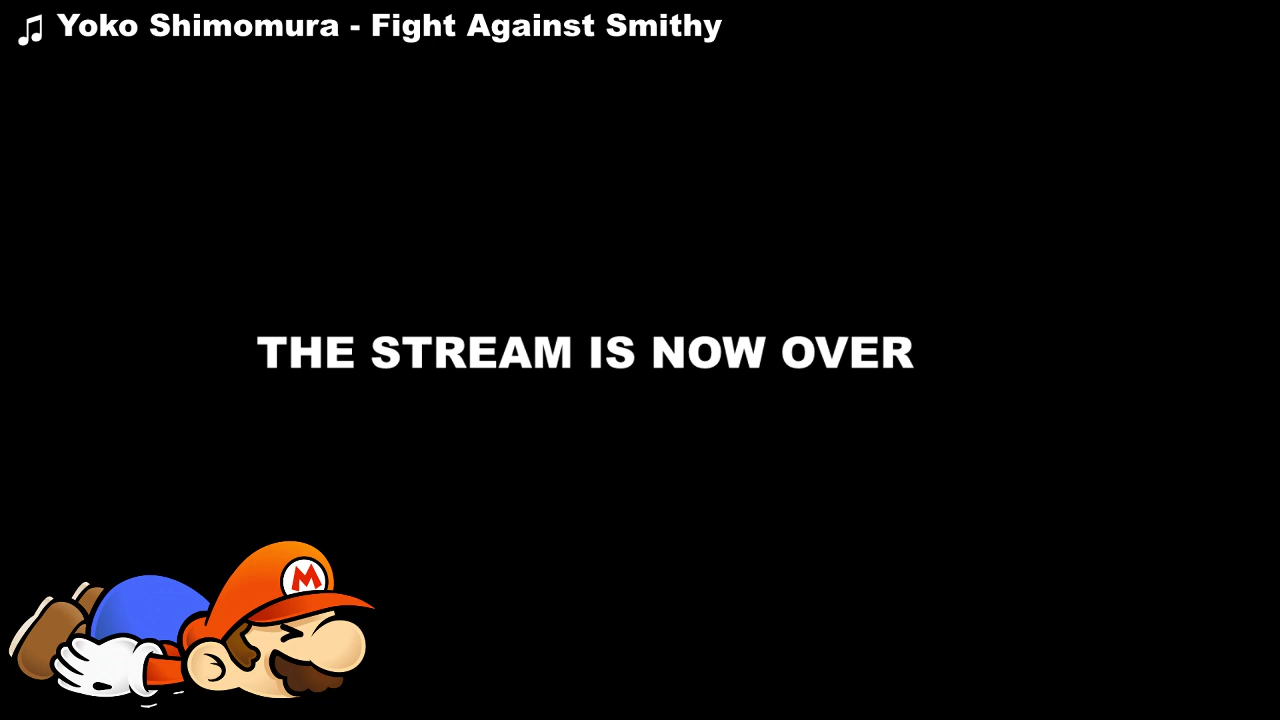 ♫ Yoko Shimomura - Fight Against Smithy
THE STREAM IS NOW OVER
M